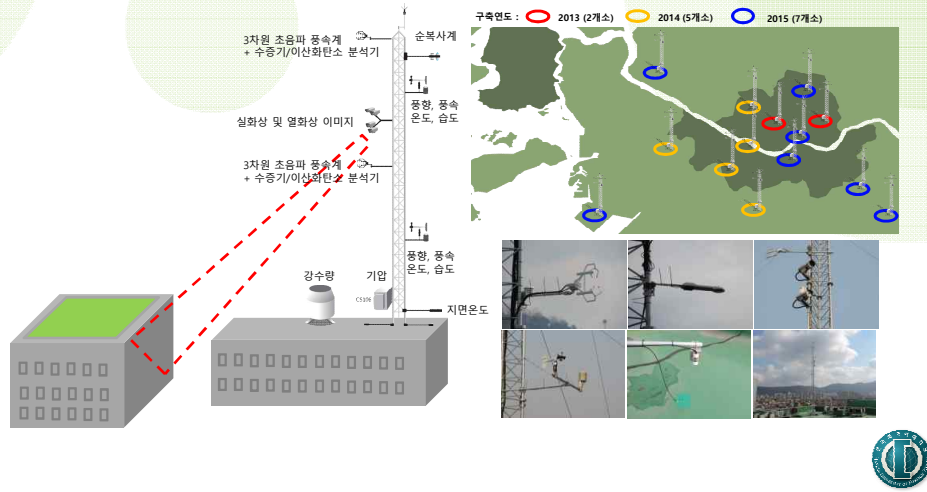 구축연도 :
2013 (2개소)
2014 (5개소)
2015 (7개소)
3차원 초음파 풍속계
+ 수증기/이산화탄소 분석기
순복사계
풍향, 풍속
온도, 습도
실화상 및 열화상 이미지
3차원 초음파 풍속계
+ 수증기/이산화탄소 분석기
풍향, 풍속
온도, 습도
강수량
기압
지면온도